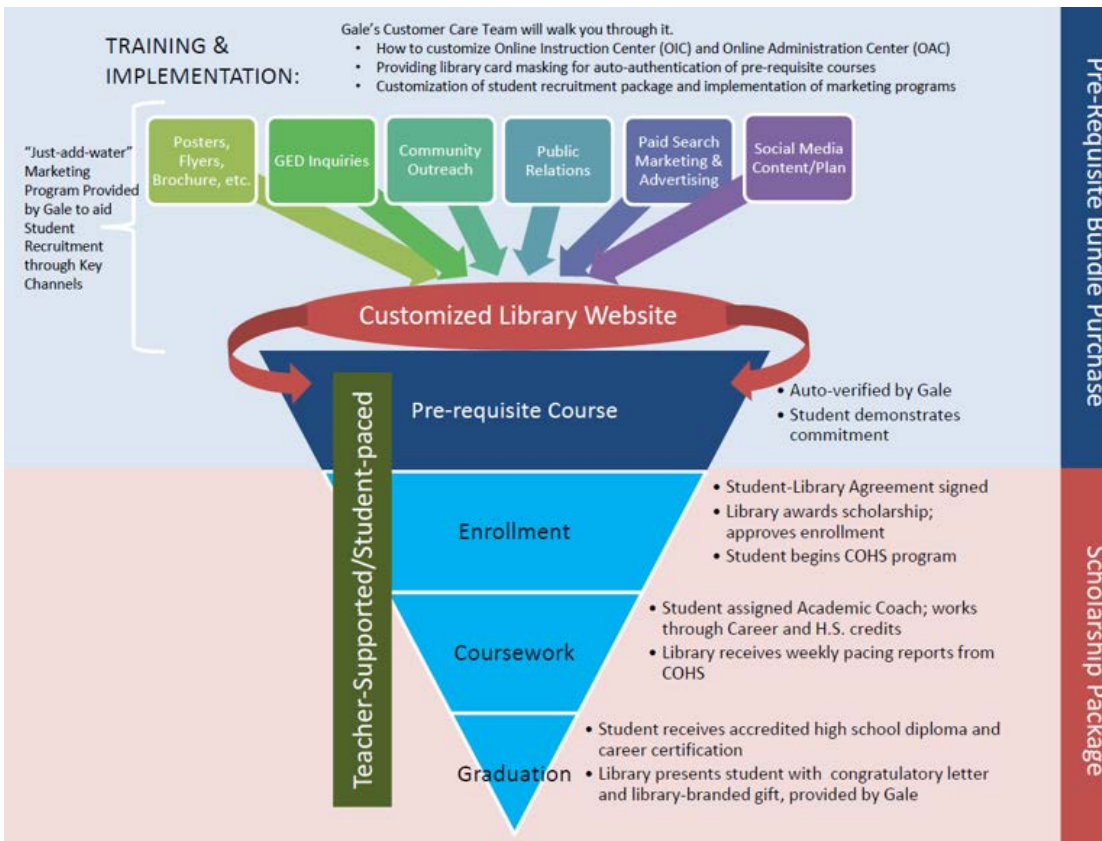 TRAINING &
IMPLEMENTATION:
Gale's Customer Care Team will walk you through it.
• How to customize Online Instruction Center (OIC) and Online Administration Center (OAC)
• Providing library card masking for auto-authentication of pre-requisite courses
• Customization of student recruitment package and implementation of marketing programs
"Just-add-water"
Marketing
Program Provided
by Gale to aid
Student
Recruitment
through Key
Channels
Posters,
Flyers,
Brochure, etc.
GED Inquiries
Community
Outreach
Public
Relations
Paid Search
Marketing &
Advertising
Social Media
Content/Plan
Customized Library Website
Pre-requisite Course
• Auto-verified by Gale
• Student demonstrates
commitment
Enrollment
• Student-Library Agreement signed
• Library awards scholarship;
approves enrollment
• Student begins COHS program
Coursework
• Student assigned Academic Coach; works
through Career and H.S. credits
• Library receives weekly pacing reports from
COHS
Graduation
• Student receives accredited high school diploma and
career certification
• Library presents student with congratulatory letter
and library-branded gift, provided by Gale
Teacher-Supported/Student-paced
Pre-Requisite Bundle Purchase
Scholarship Package